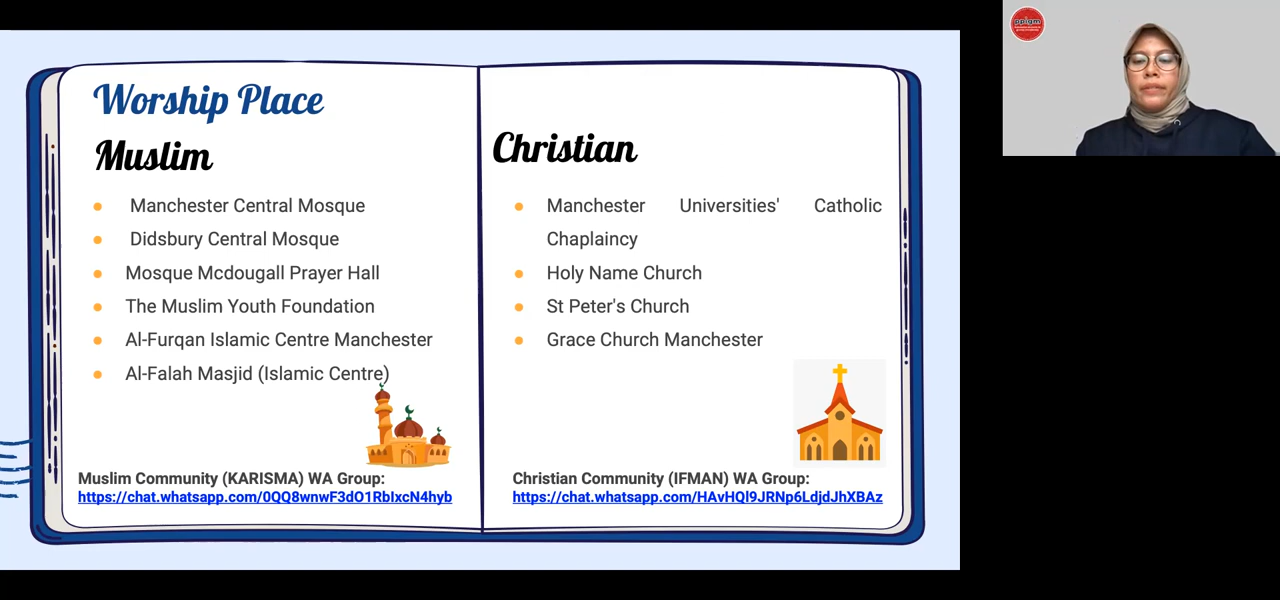 Worship Place
Muslim
Manchester Central Mosque
Didsbury Central Mosque
Mosque Mcdougall Prayer Hall
The Muslim Youth Foundation
Al-Furqan Islamic Centre Manchester
Al-Falah Masjid (Islamic Centre)
Muslim Community (KARISMA) WA Group:
https://chat.whatsapp.com/0QQ8wnwF3dO1RbIxcN4hyb
Christian
Manchester Universities' Catholic
Chaplaincy
Holy Name Church
St Peter's Church
Grace Church Manchester
Christian Community (IFMAN) WA Group:
https://chat.whatsapp.com/HAvHQl9JRNp6LdjdJhXBAz
ppigm